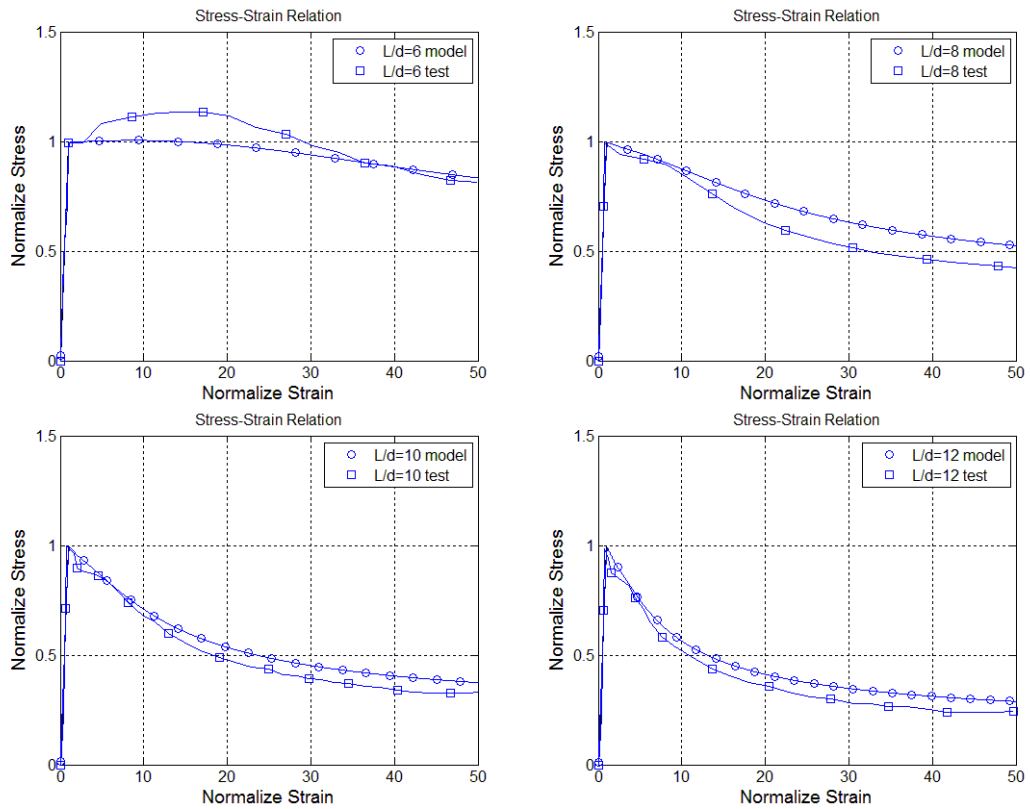 Stress-Strain Relation
1.5
L/d=6 model
L/d=6 test
1
0.5
0
Normalize Stress
0 10 20 30 40 50
Normalize Strain
Stress-Strain Relation
1.5
L/d=8 model
L/d=8 test
1
0.5
0
Normalize Stress
0 10 20 30 40 50
Normalize Strain
Stress-Strain Relation
1.5
L/d=10 model
L/d=10 test
1
0.5
0
Normalize Stress
0 10 20 30 40 50
Normalize Strain
Stress-Strain Relation
1.5
L/d=12 model
L/d=12 test
1
0.5
0
Normalize Stress
0 10 20 30 40 50
Normalize Strain